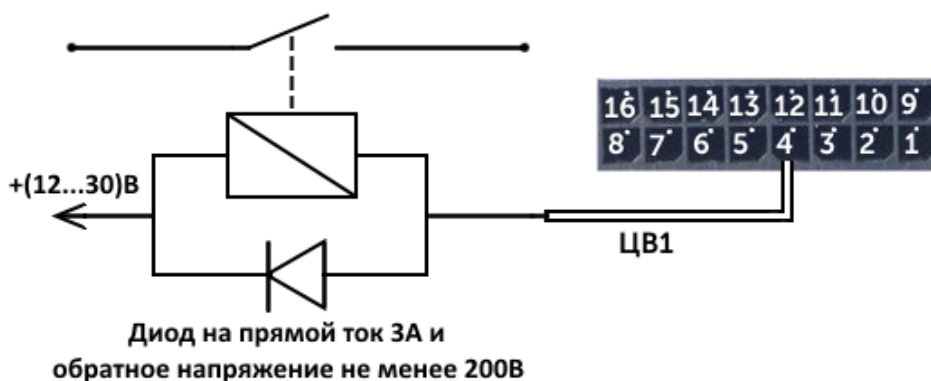 16 15 14 13 12 11 10 9
8 7 6 5 4 3 2 1
+(12...30)В
ЦВ1
Диод на прямой ток 3А и
обратное напряжение не менее 200В